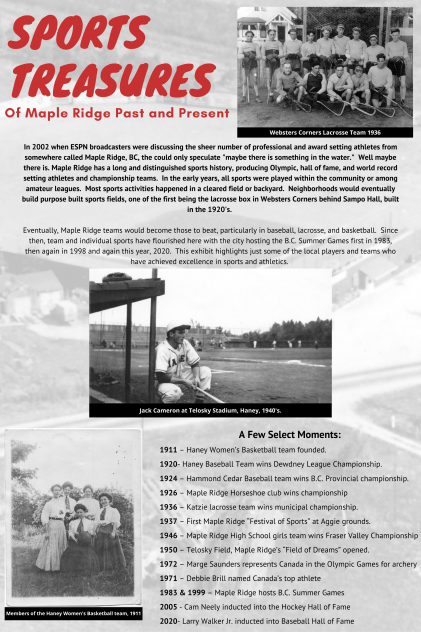 SPORTS
TREASURES
Of Maple Ridge Past and Present
Websters Corners Lacrosse Team 1936
In 2002 when ESPN broadcasters were discussing the sheer number of professional and award setting athletes from
somewhere called Maple Ridge, BC, the could only speculate "maybe there is something in the water."  Well maybe
there is. Maple Ridge has a long and distinguished sports history, producing Olympic, hall of fame, and world record
setting athletes and championship teams.  In the early years, all sports were played within the community or among
amateur leagues.  Most sports activities happened in a cleared field or backyard.  Neighborhoods would eventually
build purpose built sports fields, one of the first being the lacrosse box in Websters Corners behind Sampo Hall, built
in the 1920's.
Eventually, Maple Ridge teams would become those to beat, particularly in baseball, lacrosse, and basketball.  Since
then, team and individual sports have flourished here with the city hosting the B.C. Summer Games first in 1983,
then again in 1998 and again this year, 2020.  This exhibit highlights just some of the local players and teams who
have achieved excellence in sports and athletics.
Jack Cameron at Telosky Stadium, Haney, 1940's.
A Few Select Moments:
1911 – Haney Women's Basketball team founded.
1920- Haney Baseball Team wins Dewdney League Championship.
1924 – Hammond Cedar Baseball team wins B.C. Provincial championship.
1926 – Maple Ridge Horseshoe club wins championship
1936 – Katzie lacrosse team wins municipal championship.
1937 – First Maple Ridge "Festival of Sports" at Aggie grounds.
1946 – Maple Ridge High School girls team wins Fraser Valley Championship
1950 – Telosky Field, Maple Ridge's "Field of Dreams" opened.
1972 – Marge Saunders represents Canada in the Olympic Games for archery
1971 – Debbie Brill named Canada's top athlete
1983 & 1999 – Maple Ridge hosts B.C. Summer Games
2005 - Cam Neely inducted into the Hockey Hall of Fame
2020- Larry Walker Jr. inducted into Baseball Hall of Fame
Members of the Haney Women's Basketball team, 1911